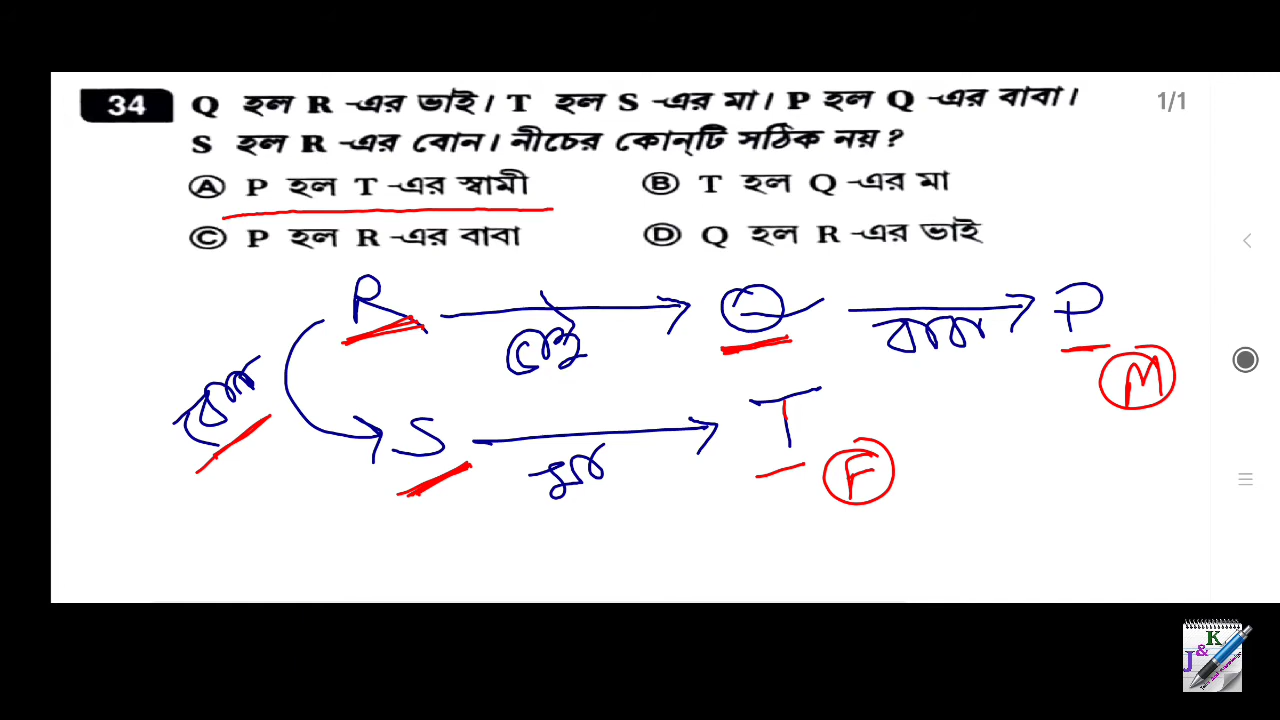 34 Q হল R -এর ভাই। T হল S -এর মা। P হল Q -এর বাবা।
1/1
S হল R -এর বোন। নীচের কোন্‌টি সঠিক নয় ?
Ⓐ P হল T -এর স্বামী Ⓑ T হল Q -এর মা
Ⓒ P হল R -এর বাবা Ⓓ Q হল R -এর ভাই
R Q P
বাবা
M
বোন S T
মা F
J & K